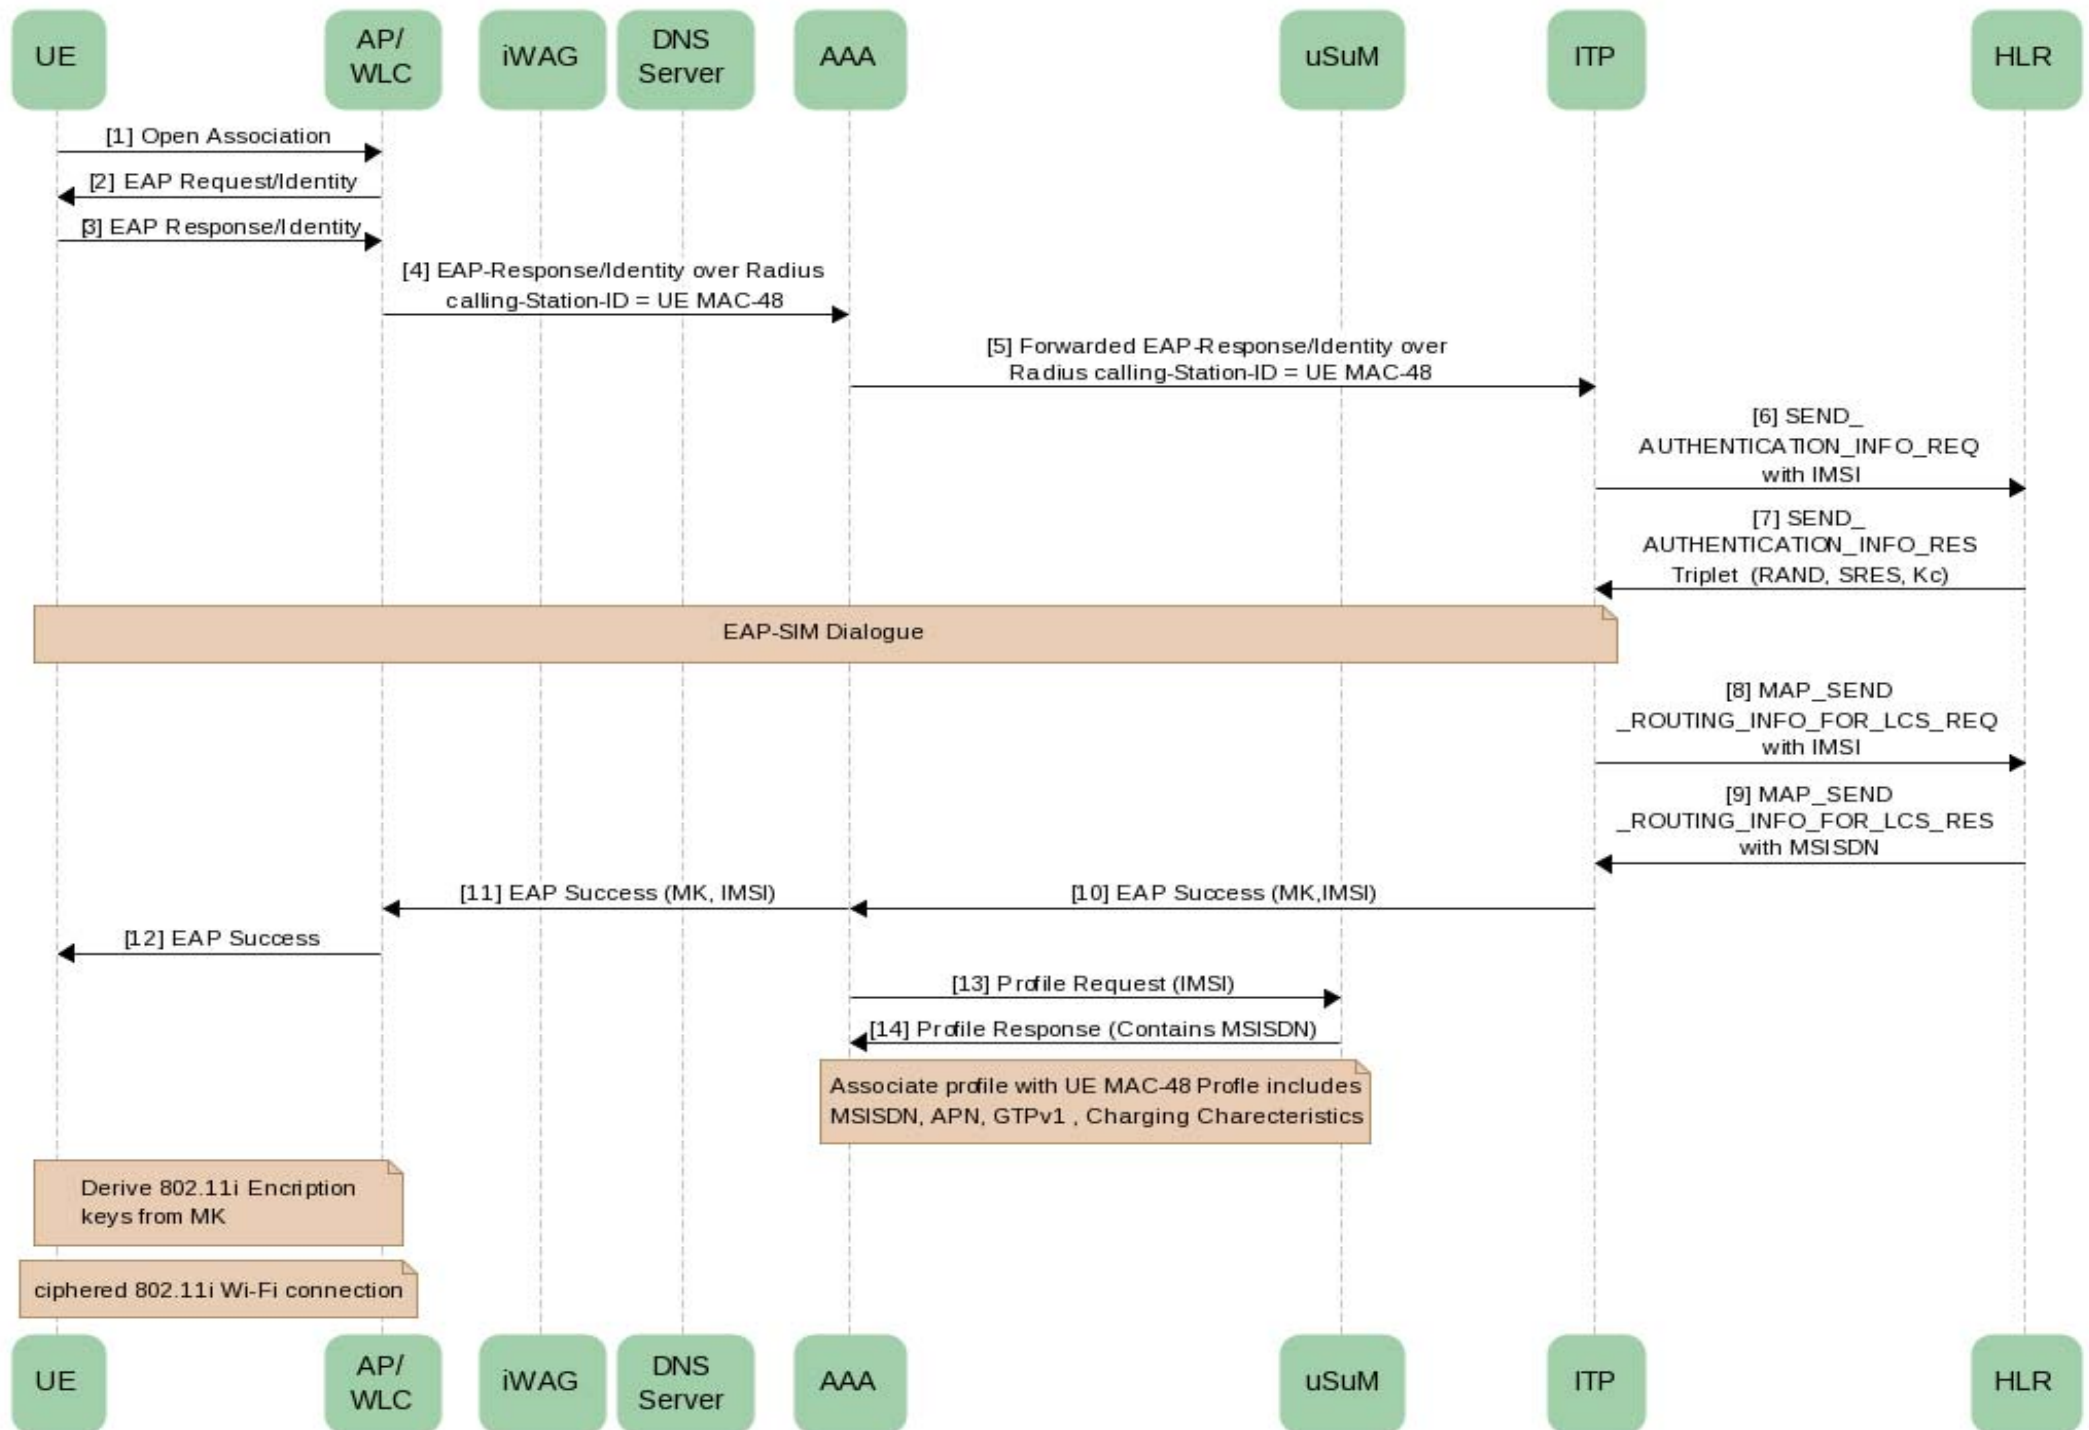 UE
AP/
WLC
iWAG
DNS
Server
AAA
uSuM
ITP
HLR
[1] Open Association
[2] EAP Request/Identity
[3] EAP Response/Identity
[4] EAP-Response/Identity over Radius
calling-Station-ID = UE MAC-48
[5] Forwarded EAP-Response/Identity over
Radius calling-Station-ID = UE MAC-48
[6] SEND_
AUTHENTICATION_INFO_REQ
with IMSI
[7] SEND_
AUTHENTICATION_INFO_RES
Triplet (RAND, SRES, Kc)
EAP-SIM Dialogue
[8] MAP_SEND
_ROUTING_INFO_FOR_LCS_REQ
with IMSI
[9] MAP_SEND
_ROUTING_INFO_FOR_LCS_RES
with MSISDN
[11] EAP Success (MK, IMSI)
[10] EAP Success (MK,IMSI)
[12] EAP Success
[13] Profile Request (IMSI)
[14] Profile Response (Contains MSISDN)
Associate profile with UE MAC-48 Profle includes
MSISDN, APN, GTPv1 , Charging Charecteristics
Derive 802.11i Encription
keys from MK
ciphered 802.11i Wi-Fi connection
UE
AP/
WLC
iWAG
DNS
Server
AAA
uSuM
ITP
HLR